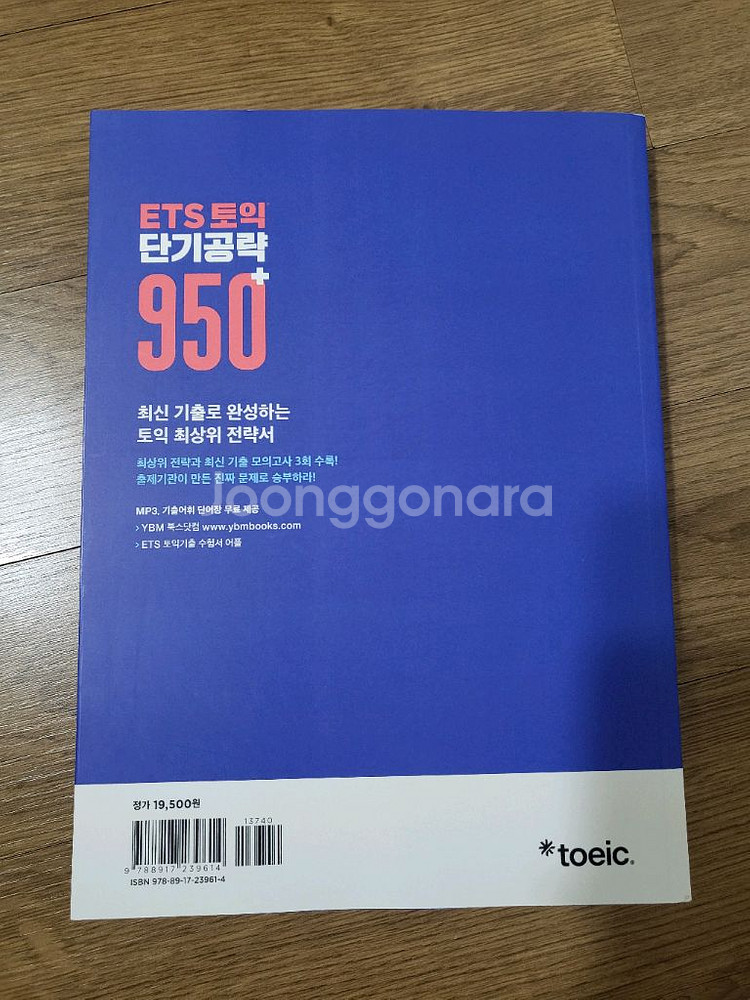 ETS 토익
단기공략
950+
최신 기출로 완성하는
토익 최상위 전략서
최상위 전략과 최신 기출 모의고사 3회 수록!
출제기관이 만든 진짜 문제로 승부하라!
Joonggonara
MP3, 기출어휘 단어장 무료 제공
> YBM 북스닷컴 www.ybmbooks.com
> ETS 토익기출 수험서 어플
정가 19,500원
13740
9 788917 239614
ISBN 978-89-17-23961-4
*toeic®